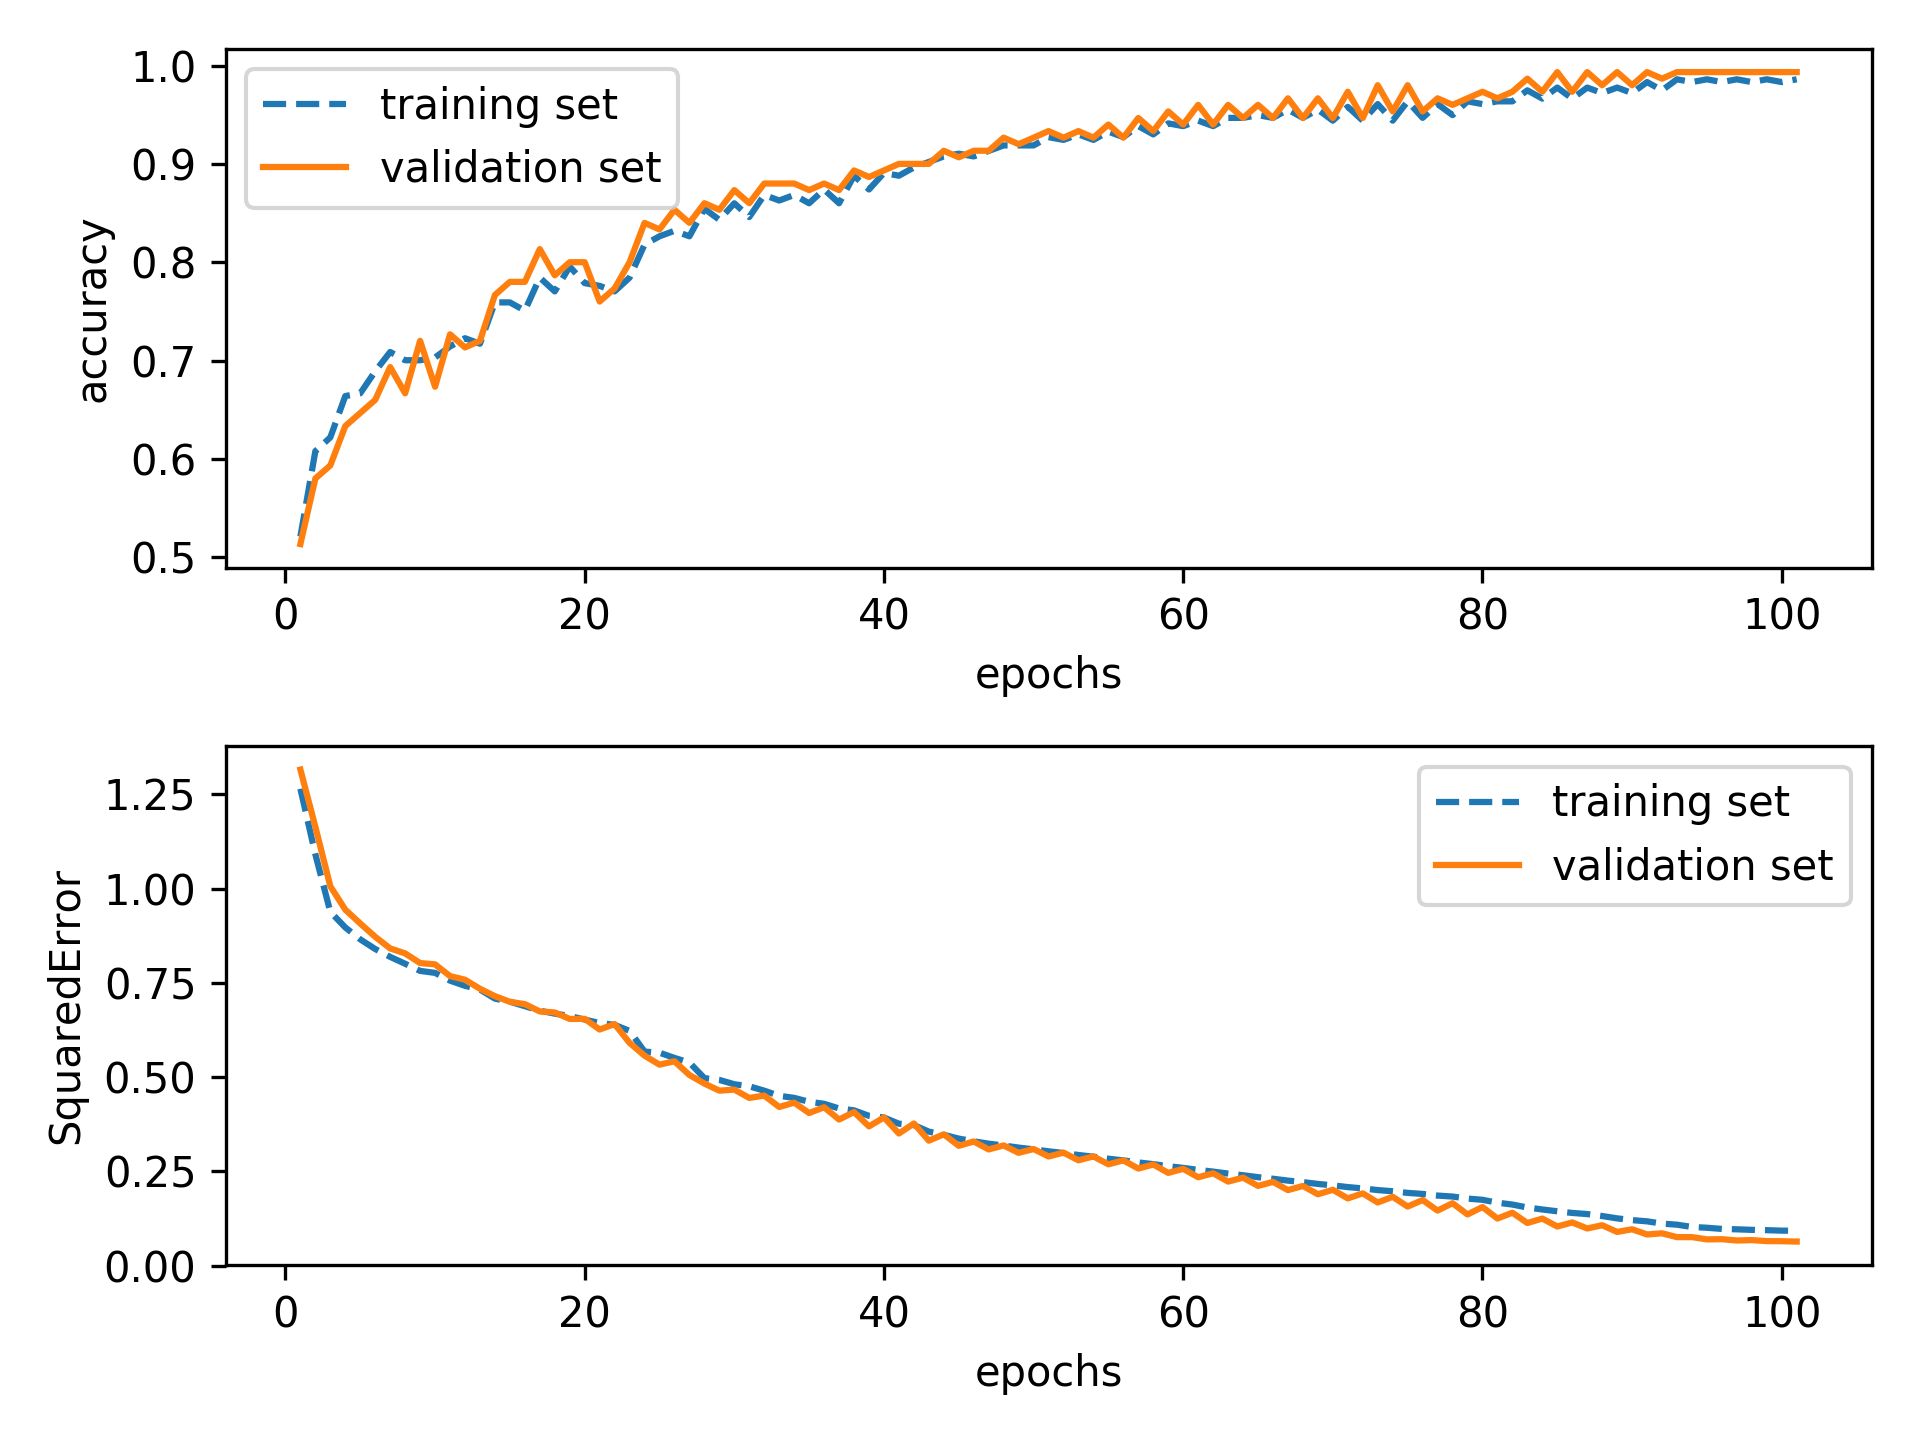 1.0
0.9
0.8
0.7
0.6
0.5
accuracy
training set
validation set
0 20 40 60 80 100
epochs
1.25
1.00
0.75
0.50
0.25
0.00
SquaredError
training set
validation set
0 20 40 60 80 100
epochs